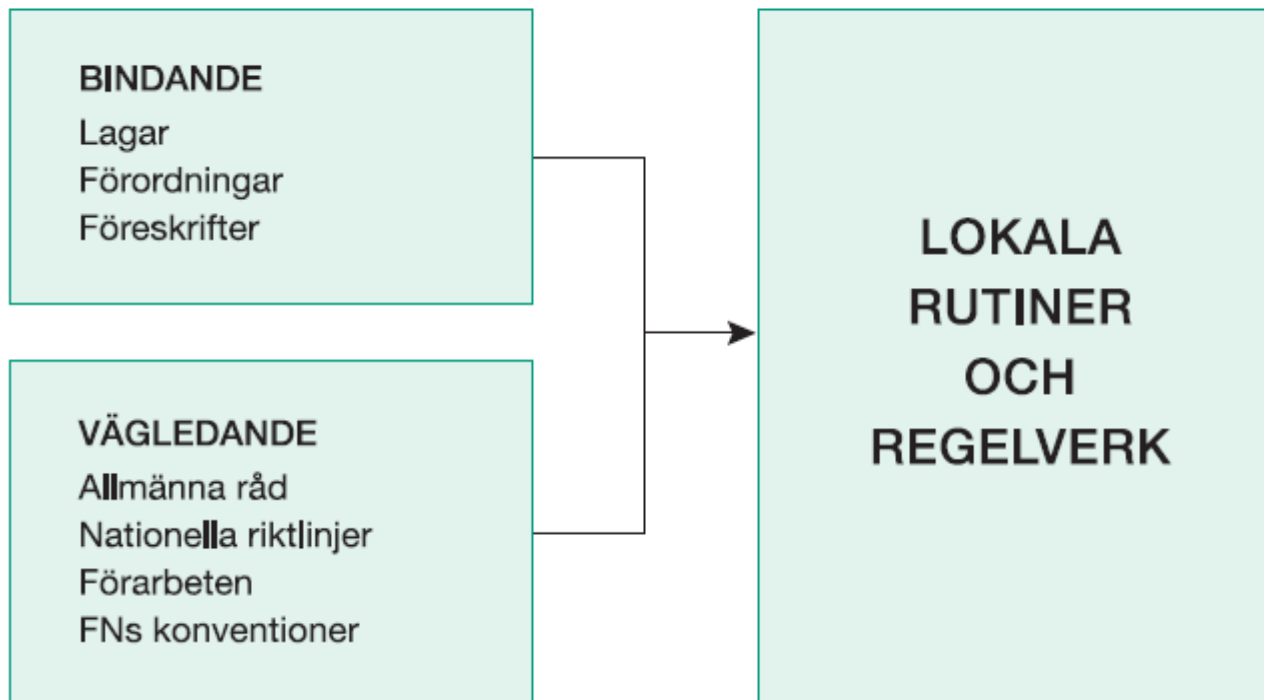 BINDANDE
Lagar
Förordningar
Föreskrifter
VÄGLEDANDE
Allmänna råd
Nationella riktlinjer
Förarbeten
FNs konventioner
LOKALA
RUTINER
OCH
REGELVERK